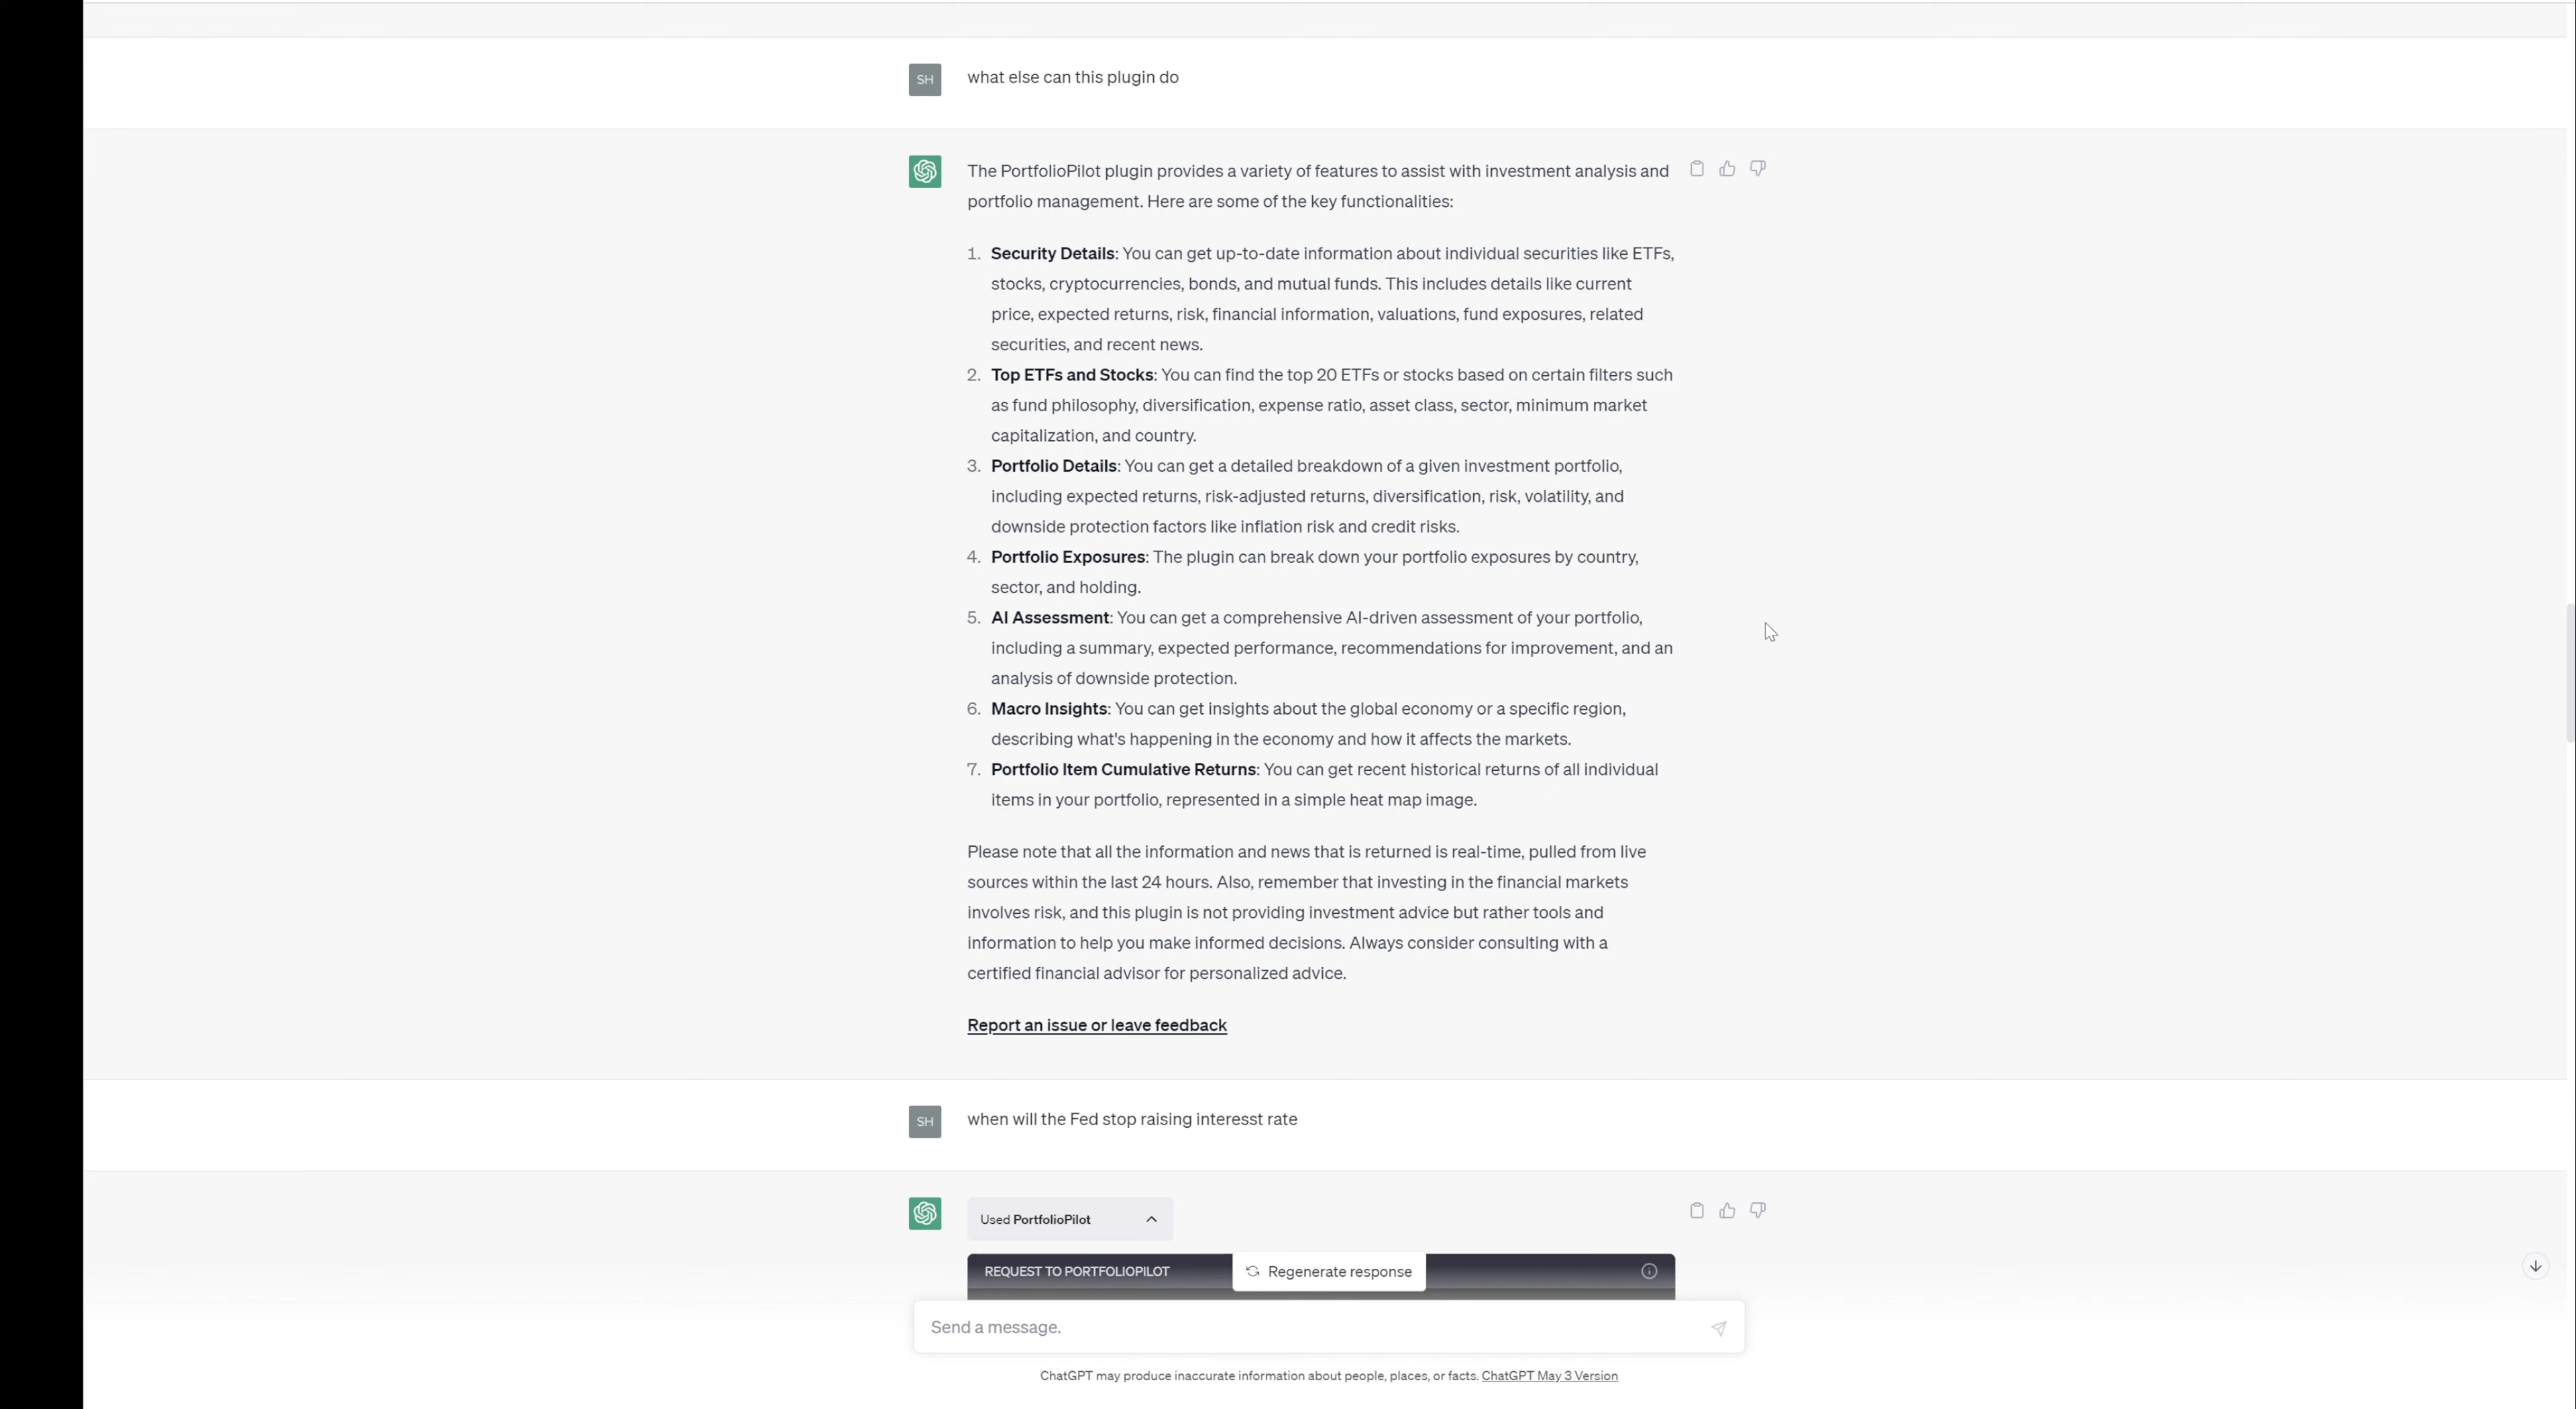 SH
what else can this plugin do
The PortfolioPilot plugin provides a variety of features to assist with investment analysis and
portfolio management. Here are some of the key functionalities:
1. Security Details: You can get up-to-date information about individual securities like ETFs,
stocks, cryptocurrencies, bonds, and mutual funds. This includes details like current
price, expected returns, risk, financial information, valuations, fund exposures, related
securities, and recent news.
2. Top ETFs and Stocks: You can find the top 20 ETFs or stocks based on certain filters such
as fund philosophy, diversification, expense ratio, asset class, sector, minimum market
capitalization, and country.
3. Portfolio Details: You can get a detailed breakdown of a given investment portfolio,
including expected returns, risk-adjusted returns, diversification, risk, volatility, and
downside protection factors like inflation risk and credit risks.
4. Portfolio Exposures: The plugin can break down your portfolio exposures by country,
sector, and holding.
5. AI Assessment: You can get a comprehensive AI-driven assessment of your portfolio,
including a summary, expected performance, recommendations for improvement, and an
analysis of downside protection.
6. Macro Insights: You can get insights about the global economy or a specific region,
describing what's happening in the economy and how it affects the markets.
7. Portfolio Item Cumulative Returns: You can get recent historical returns of all individual
items in your portfolio, represented in a simple heat map image.
Please note that all the information and news that is returned is real-time, pulled from live
sources within the last 24 hours. Also, remember that investing in the financial markets
involves risk, and this plugin is not providing investment advice but rather tools and
information to help you make informed decisions. Always consider consulting with a
certified financial advisor for personalized advice.
Report an issue or leave feedback
SH
when will the Fed stop raising interesst rate
Used PortfolioPilot
REQUEST TO PORTFOLIOPILOT
Regenerate response
Send a message.
ChatGPT may produce inaccurate information about people, places, or facts. ChatGPT May 3 Version